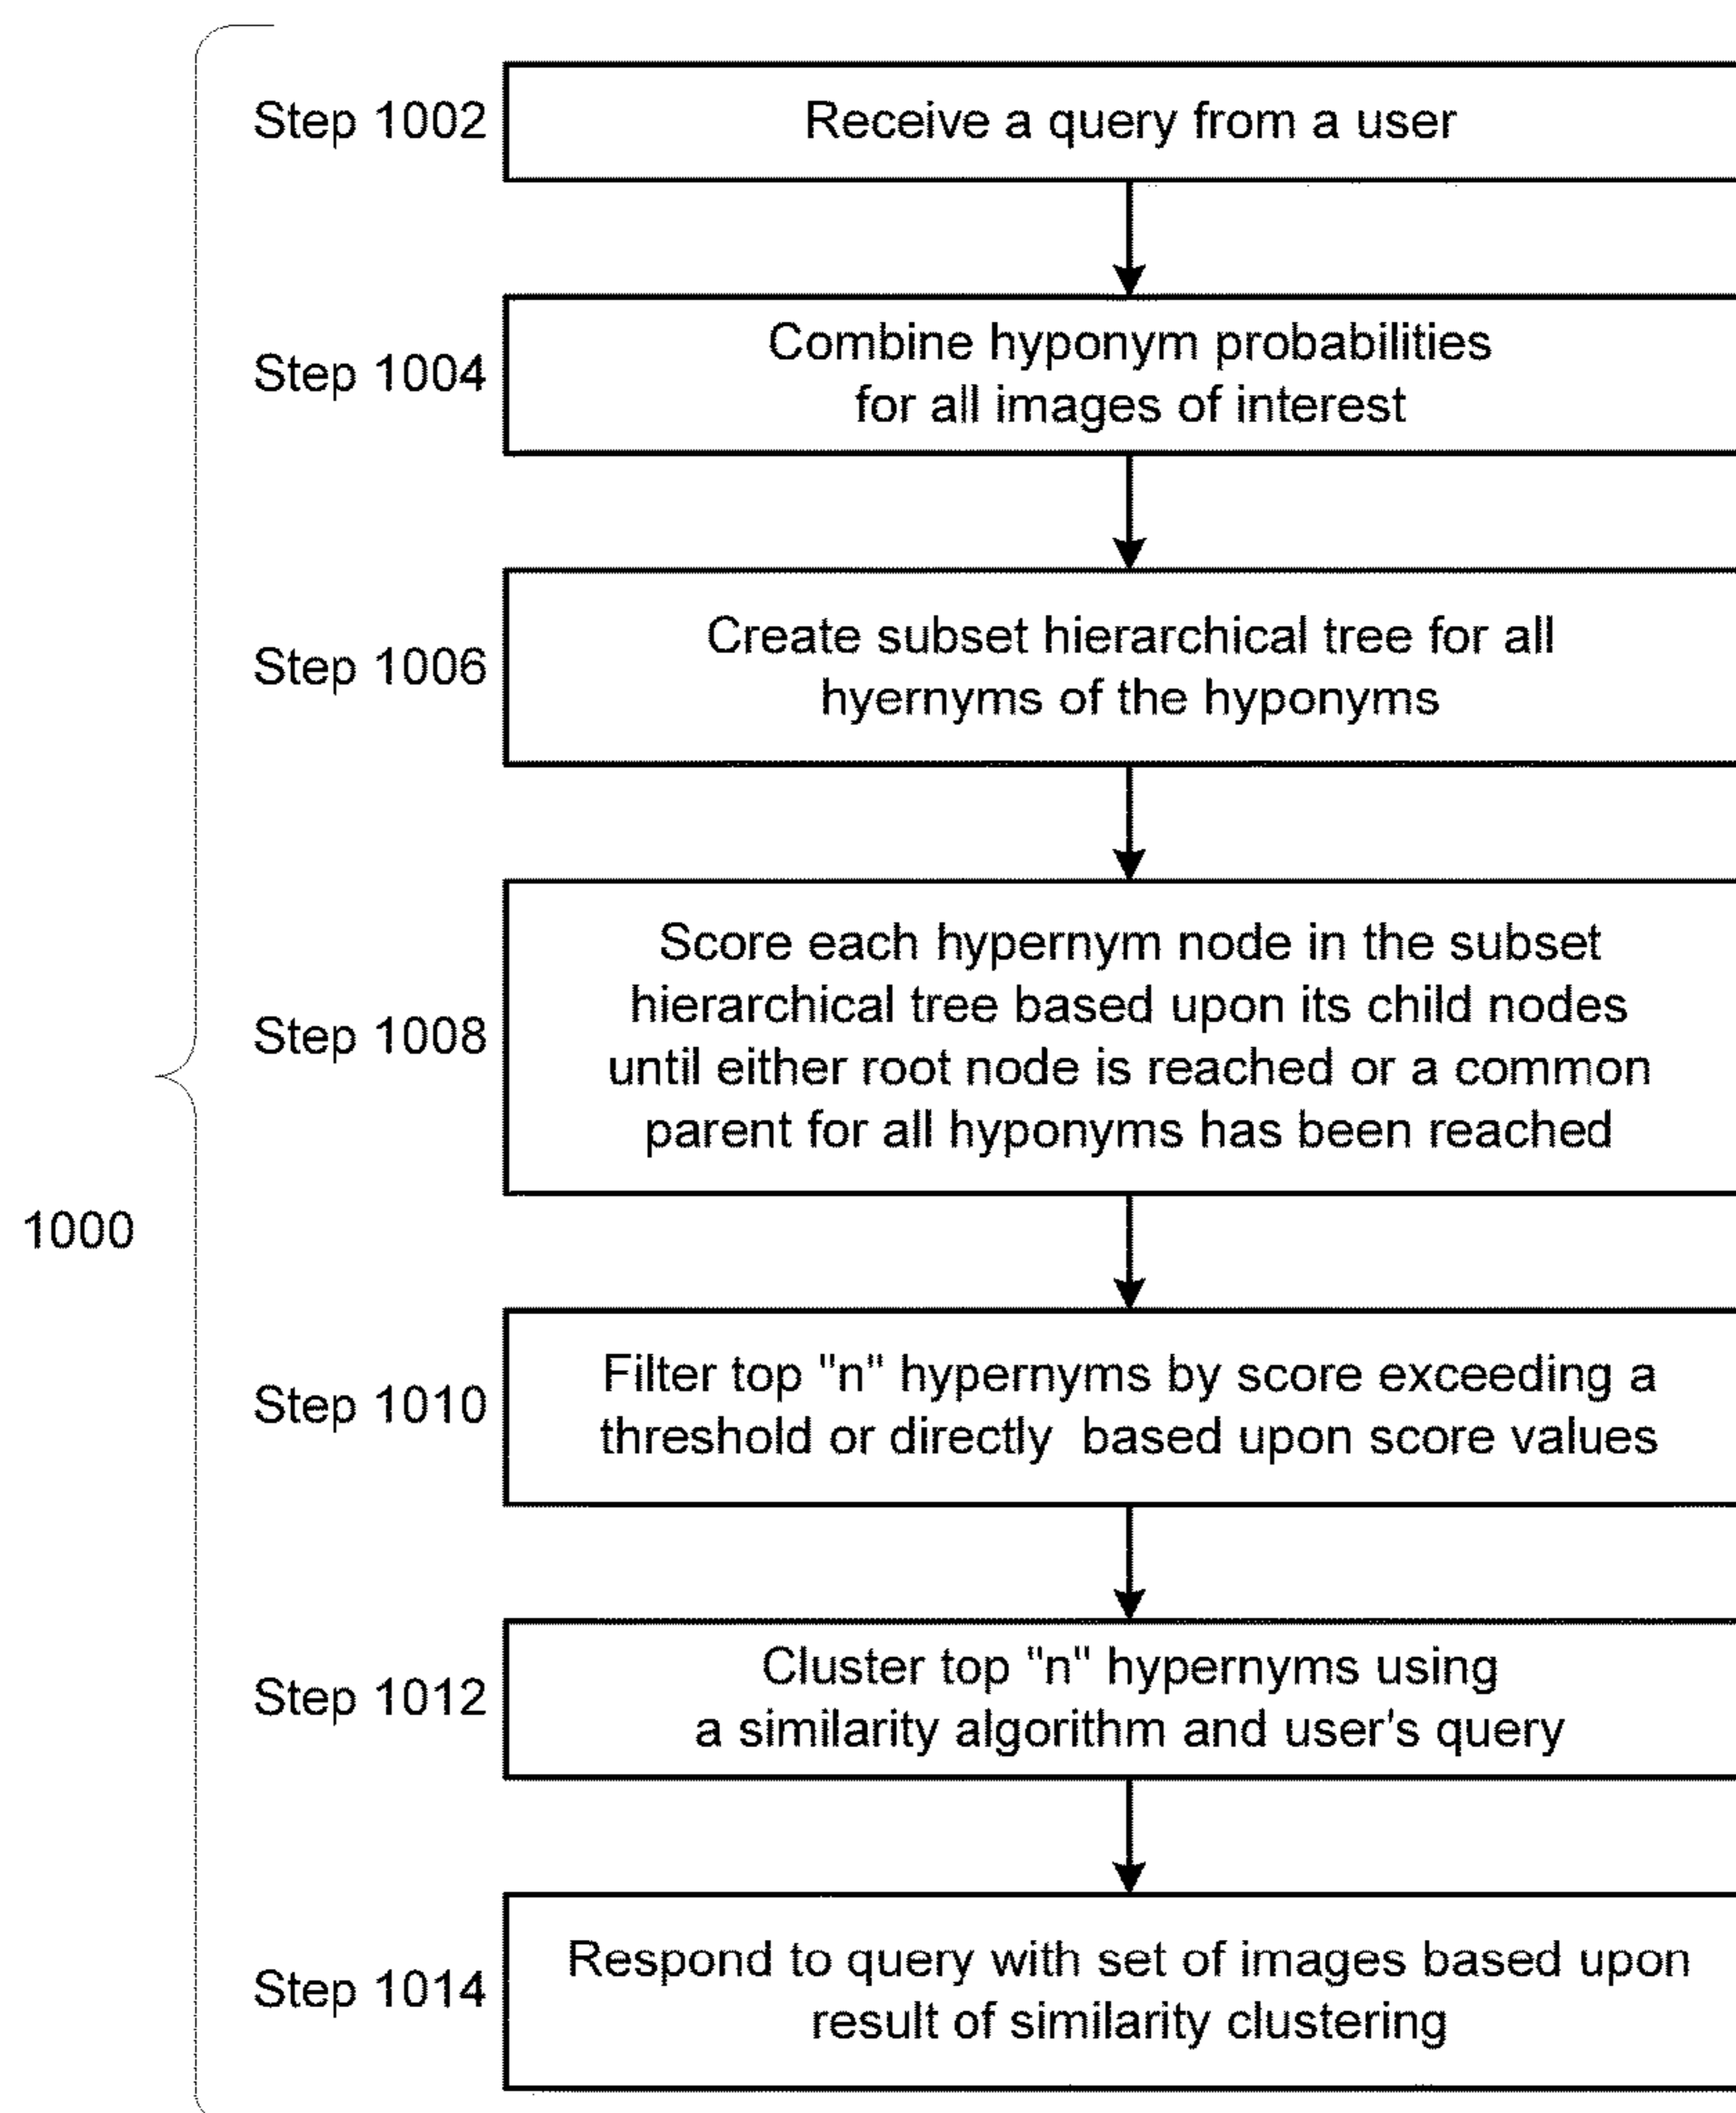 Step 1002
Receive a query from a user
Step 1004
Combine hyponym probabilities
for all images of interest
Step 1006
Create subset hierarchical tree for all
hyernyms of the hyponyms
Step 1008
Score each hypernym node in the subset
hierarchical tree based upon its child nodes
until either root node is reached or a common
parent for all hyponyms has been reached
1000
Step 1010
Filter top "n" hypernyms by score exceeding a
threshold or directly based upon score values
Step 1012
Cluster top "n" hypernyms using
a similarity algorithm and user's query
Step 1014
Respond to query with set of images based upon
result of similarity clustering